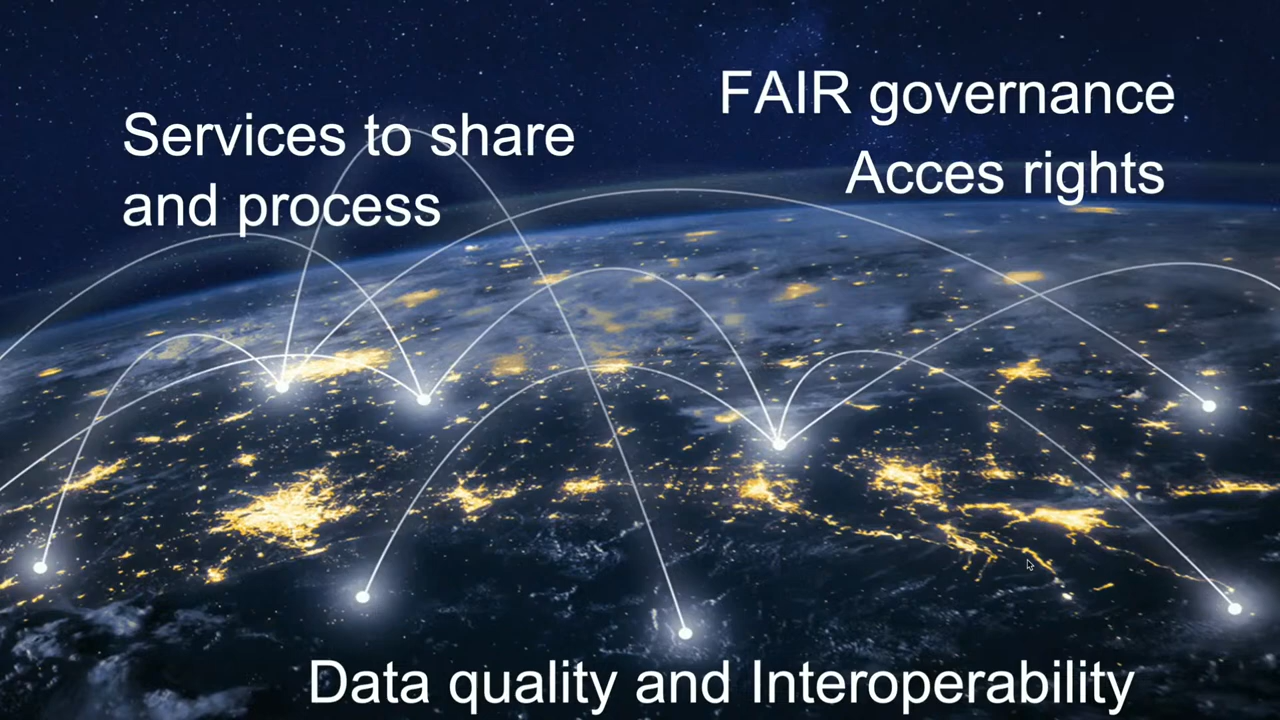 Services to share
and process
FAIR governance
Acces rights
Data quality and Interoperability